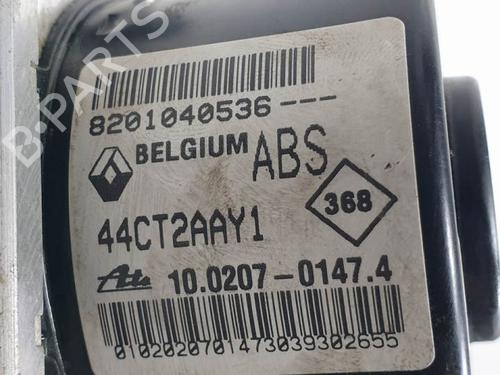 8201040536---
BELGIUM ABS
368
44CT2AAY1
Ate 10.0207-0147.4
0102020701473039302655
B-PARTS